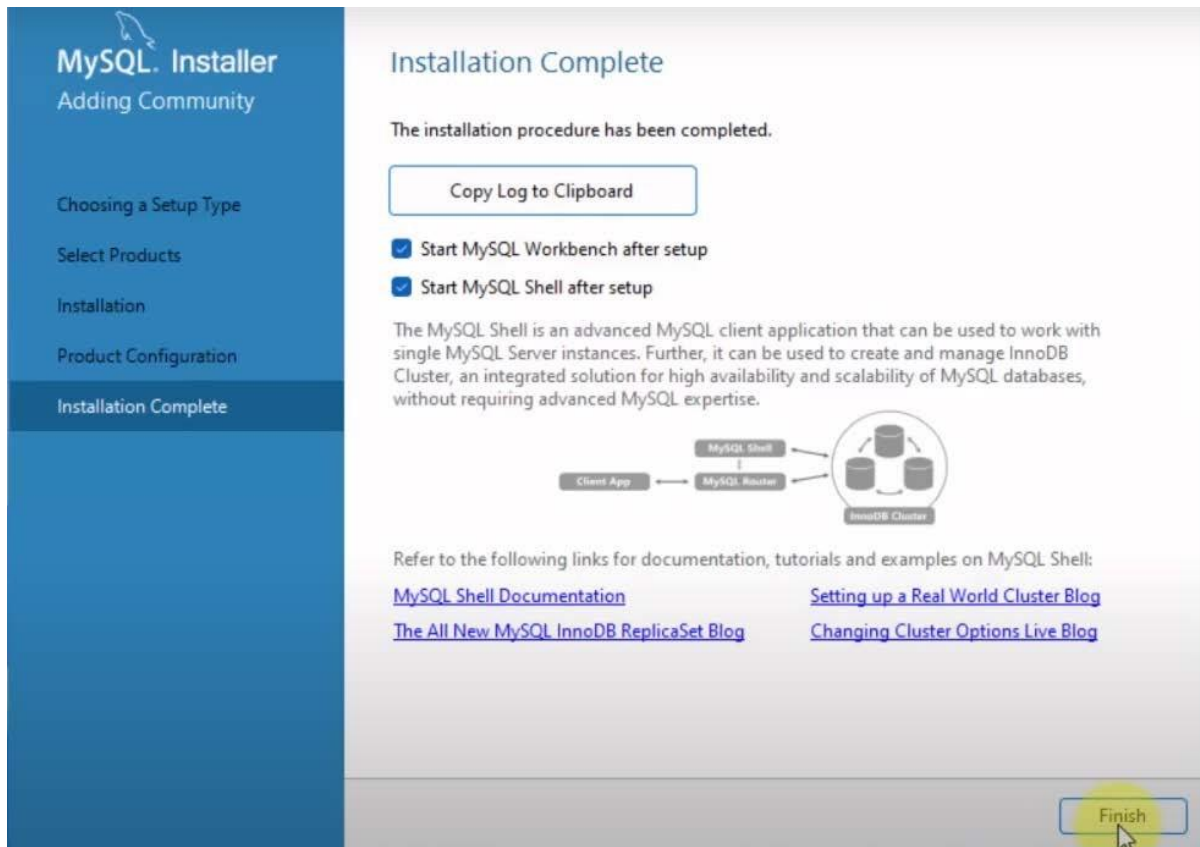 MySQL. Installer
Adding Community
Choosing a Setup Type
Select Products
Installation
Product Configuration
Installation Complete
Installation Complete
The installation procedure has been completed.
Copy Log to Clipboard
Start MySQL Workbench after setup
Start MySQL Shell after setup
The MySQL Shell is an advanced MySQL client application that can be used to work with
single MySQL Server instances. Further, it can be used to create and manage InnoDB
Cluster, an integrated solution for high availability and scalability of MySQL databases,
without requiring advanced MySQL expertise.
MySQL Shell
Client App
MySQL Router
InnoDB Cluster
Refer to the following links for documentation, tutorials and examples on MySQL Shell:
MySQL Shell Documentation
Setting up a Real World Cluster Blog
The All New MySQL InnoDB ReplicaSet Blog
Changing Cluster Options Live Blog
Finish